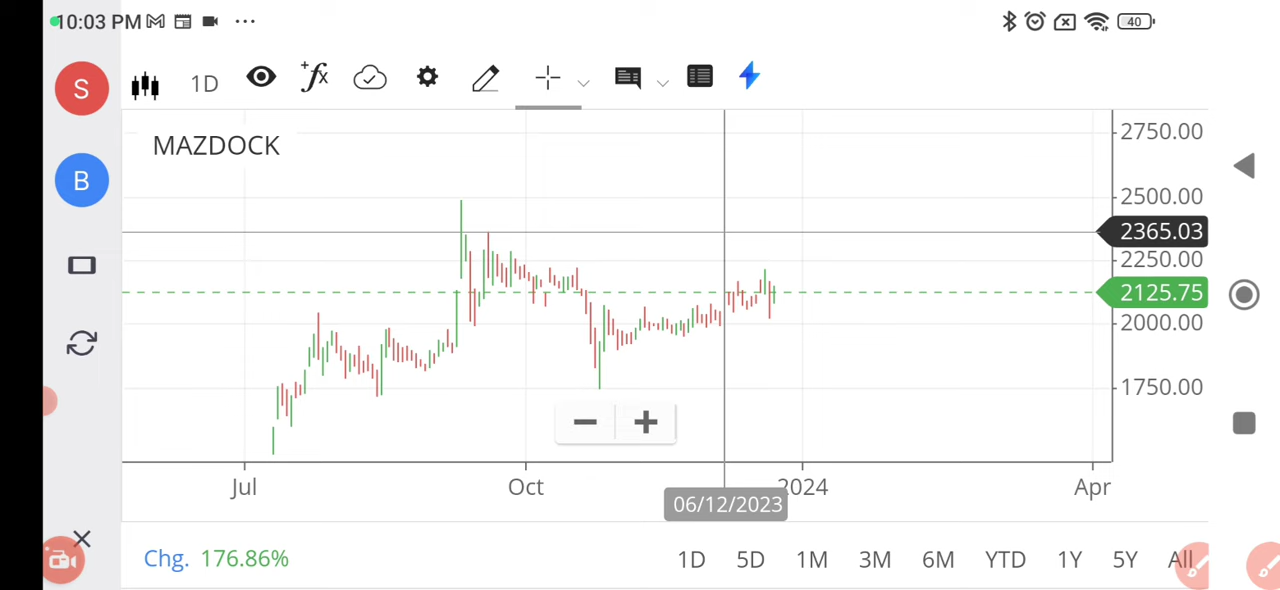 10:03 PM
40
S
1D
fx
B
MAZDOCK
2750.00
2500.00
2365.03
2250.00
2125.75
2000.00
1750.00
Jul
Oct
06/12/2023
2024
Apr
Chg. 176.86%
1D 5D 1M 3M 6M YTD 1Y 5Y All